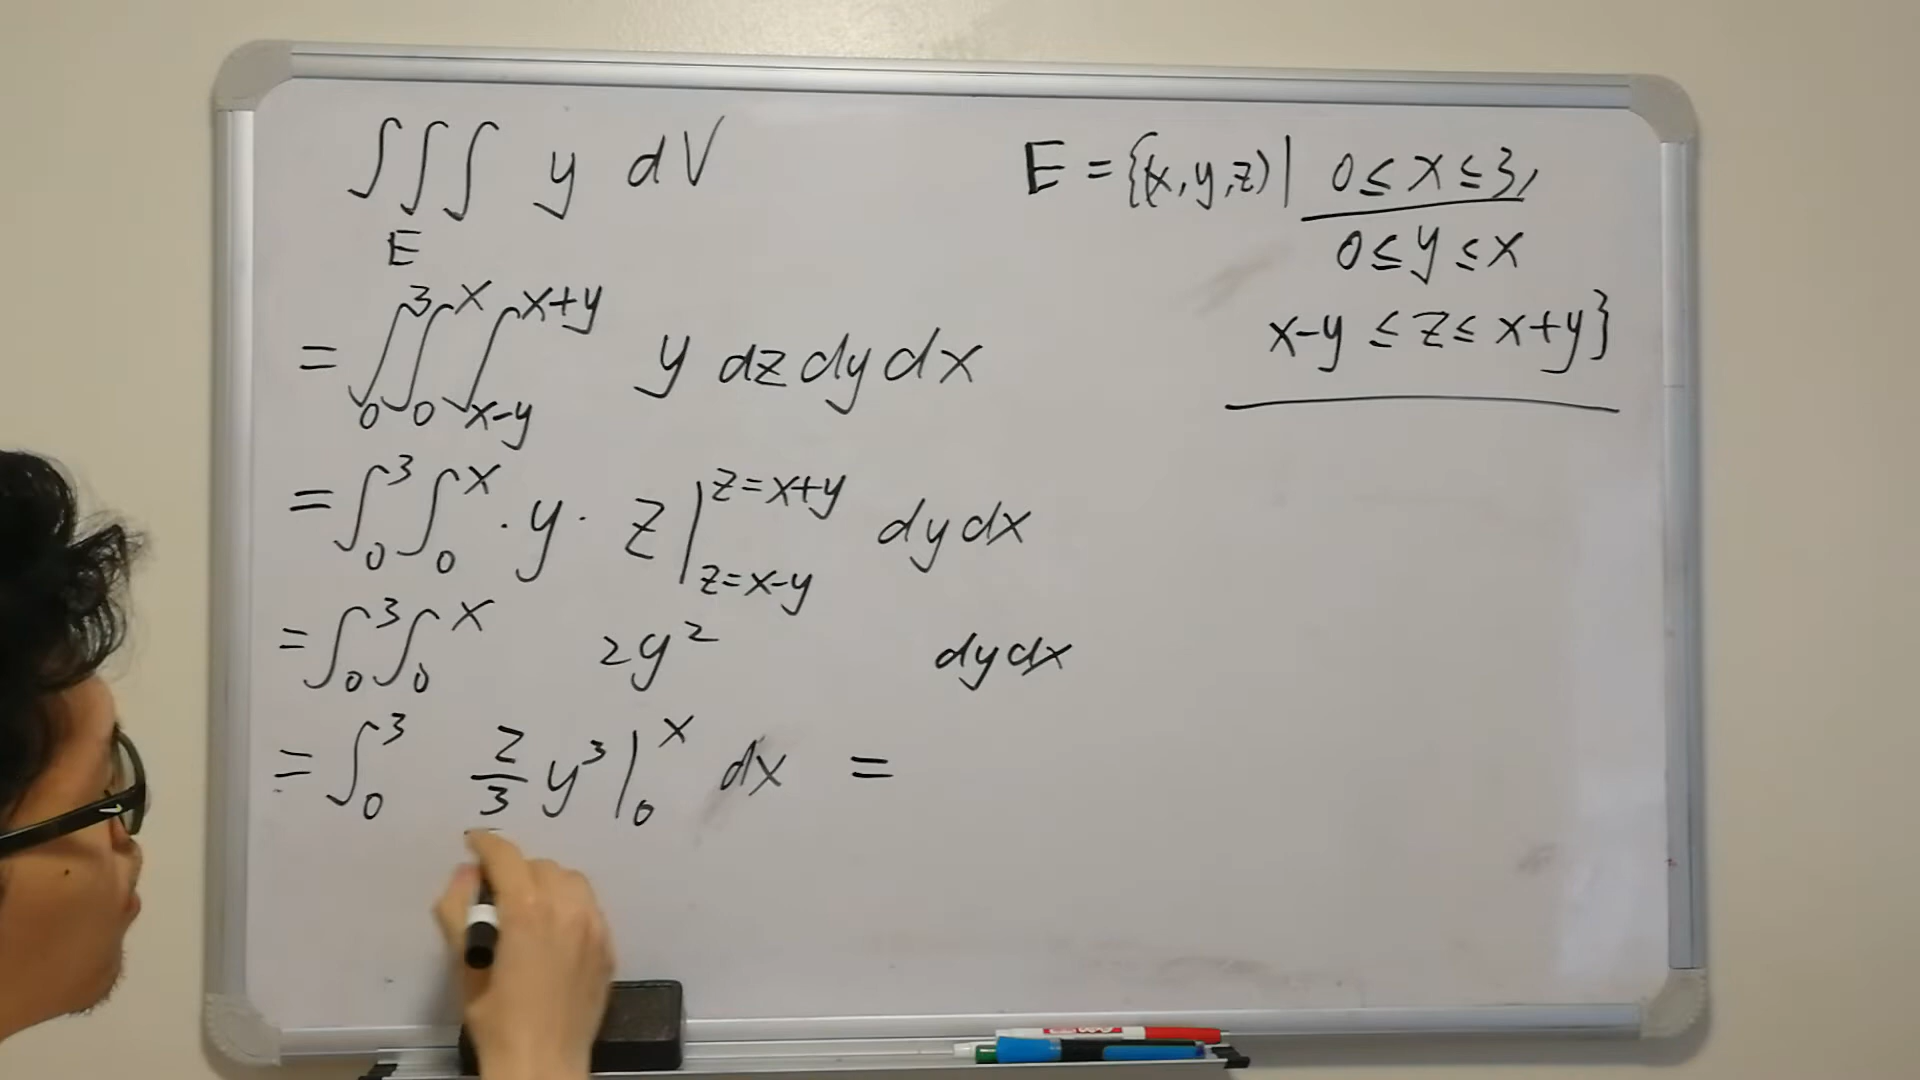 ∫∫∫_E y dV
E = {(x,y,z) | 0 ≤ x ≤ 3,
0 ≤ y ≤ x
x-y ≤ z ≤ x+y}
= ∫_0^3 ∫_0^x ∫_{x-y}^{x+y} y dz dy dx
= ∫_0^3 ∫_0^x · y · z |_{z=x-y}^{z=x+y} dy dx
= ∫_0^3 ∫_0^x 2y^2 dy dx
= ∫_0^3 2/3 y^3 |_0^x dx =